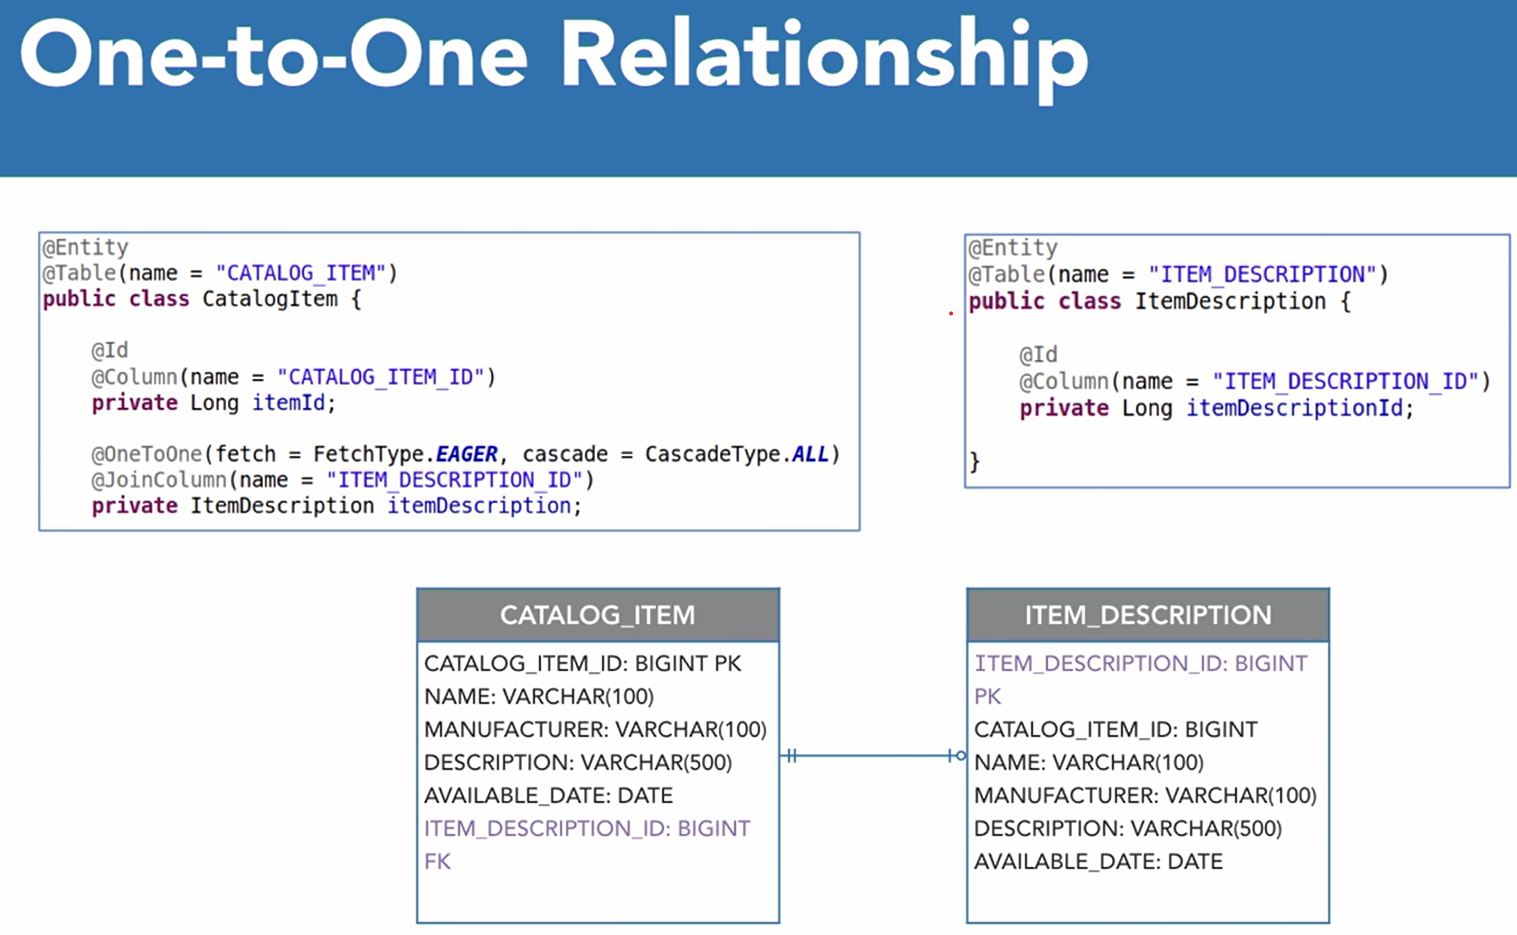 One-to-One Relationship
@Entity
@Table(name = "CATALOG_ITEM")
public class CatalogItem {
@Id
@Column(name = "CATALOG_ITEM_ID")
private Long itemId;
@OneToOne(fetch = FetchType.EAGER, cascade = CascadeType.ALL)
@JoinColumn(name = "ITEM_DESCRIPTION_ID")
private ItemDescription itemDescription;
@Entity
@Table(name = "ITEM_DESCRIPTION")
public class ItemDescription {
@Id
@Column(name = "ITEM_DESCRIPTION_ID")
private Long itemDescriptionId;
}
CATALOG_ITEM
CATALOG_ITEM_ID: BIGINT PK
NAME: VARCHAR(100)
MANUFACTURER: VARCHAR(100)
DESCRIPTION: VARCHAR(500)
AVAILABLE_DATE: DATE
ITEM_DESCRIPTION_ID: BIGINT
FK
ITEM_DESCRIPTION
ITEM_DESCRIPTION_ID: BIGINT
PK
CATALOG_ITEM_ID: BIGINT
NAME: VARCHAR(100)
MANUFACTURER: VARCHAR(100)
DESCRIPTION: VARCHAR(500)
AVAILABLE_DATE: DATE